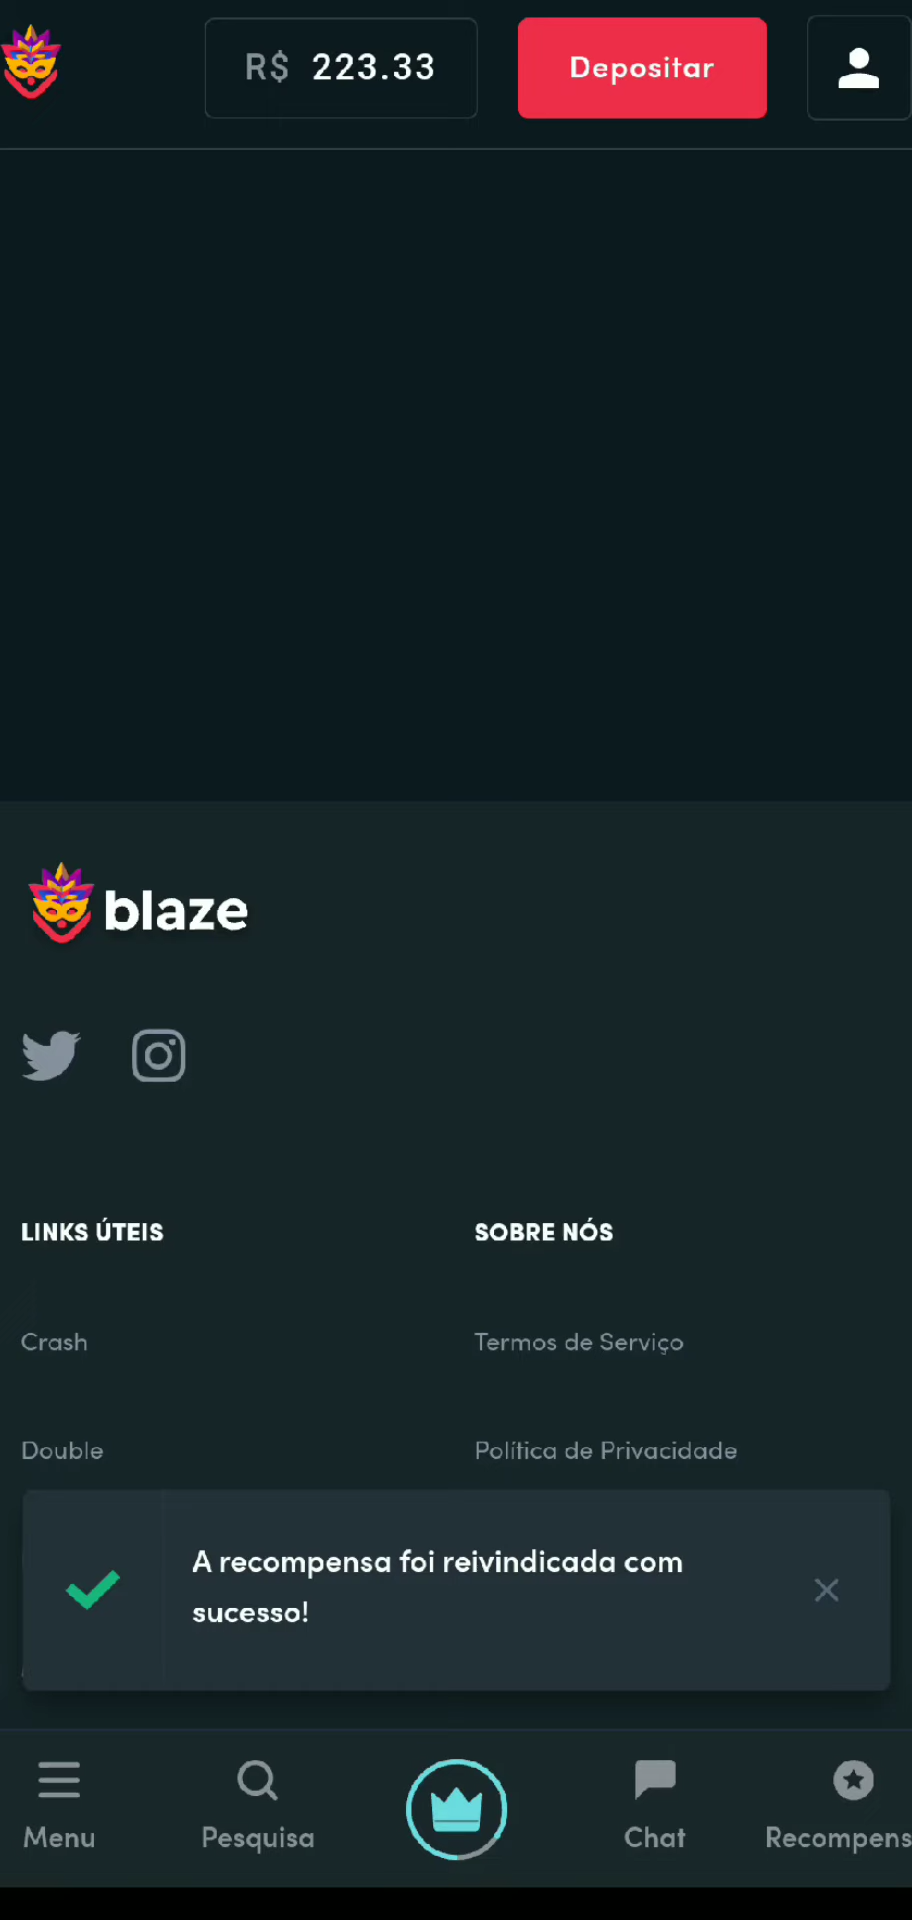 R$ 223.33
Depositar
blaze
LINKS ÚTEIS
SOBRE NÓS
Crash
Termos de Serviço
Double
Política de Privacidade
A recompensa foi reivindicada com
sucesso!
Menu
Pesquisa
Chat
Recompens